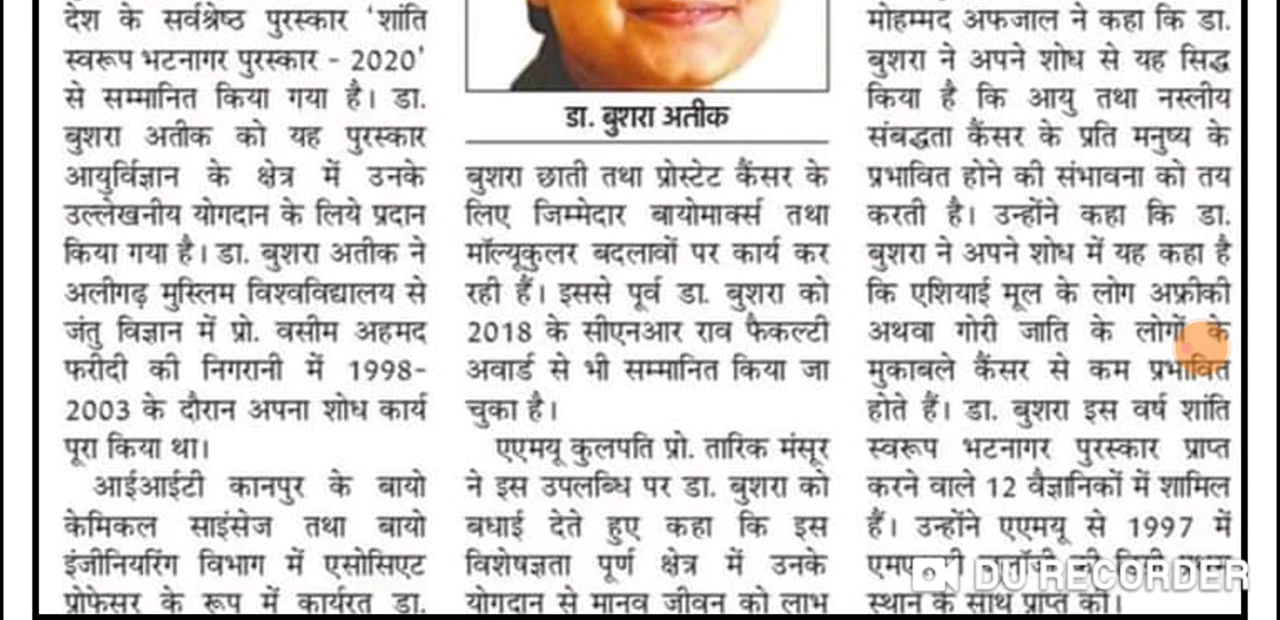 देश के सर्वश्रेष्ठ पुरस्कार ‘शांति
स्वरूप भटनागर पुरस्कार - 2020’
से सम्मानित किया गया है। डा.
बुशरा अतीक को यह पुरस्कार
आयुर्विज्ञान के क्षेत्र में उनके
उल्लेखनीय योगदान के लिये प्रदान
किया गया है। डा. बुशरा अतीक ने
अलीगढ़ मुस्लिम विश्वविद्यालय से
जंतु विज्ञान में प्रो. वसीम अहमद
फरीदी की निगरानी में 1998-
2003 के दौरान अपना शोध कार्य
पूरा किया था।
आईआईटी कानपुर के बायो
केमिकल साइंसेज तथा बायो
इंजीनियरिंग विभाग में एसोसिएट
प्रोफेसर के रूप में कार्यरत डा.
डा. बुशरा अतीक
बुशरा छाती तथा प्रोस्टेट कैंसर के
लिए जिम्मेदार बायोमार्क्स तथा
मॉल्यूकुलर बदलावों पर कार्य कर
रही हैं। इससे पूर्व डा. बुशरा को
2018 के सीएनआर राव फैकल्टी
अवार्ड से भी सम्मानित किया जा
चुका है।
एएमयू कुलपति प्रो. तारिक मंसूर
ने इस उपलब्धि पर डा. बुशरा को
बधाई देते हुए कहा कि इस
विशेषज्ञता पूर्ण क्षेत्र में उनके
योगदान से मानव जीवन को लाभ
मोहम्मद अफजाल ने कहा कि डा.
बुशरा ने अपने शोध से यह सिद्ध
किया है कि आयु तथा नस्लीय
संबद्धता कैंसर के प्रति मनुष्य के
प्रभावित होने की संभावना को तय
करती है। उन्होंने कहा कि डा.
बुशरा ने अपने शोध में यह कहा है
कि एशियाई मूल के लोग अफ्रीकी
अथवा गोरी जाति के लोगों के
मुकाबले कैंसर से कम प्रभावित
होते हैं। डा. बुशरा इस वर्ष शांति
स्वरूप भटनागर पुरस्कार प्राप्त
करने वाले 12 वैज्ञानिकों में शामिल
हैं। उन्होंने एएमयू से 1997 में
स्थान के साथ प्राप्त की।
DU RECORDER